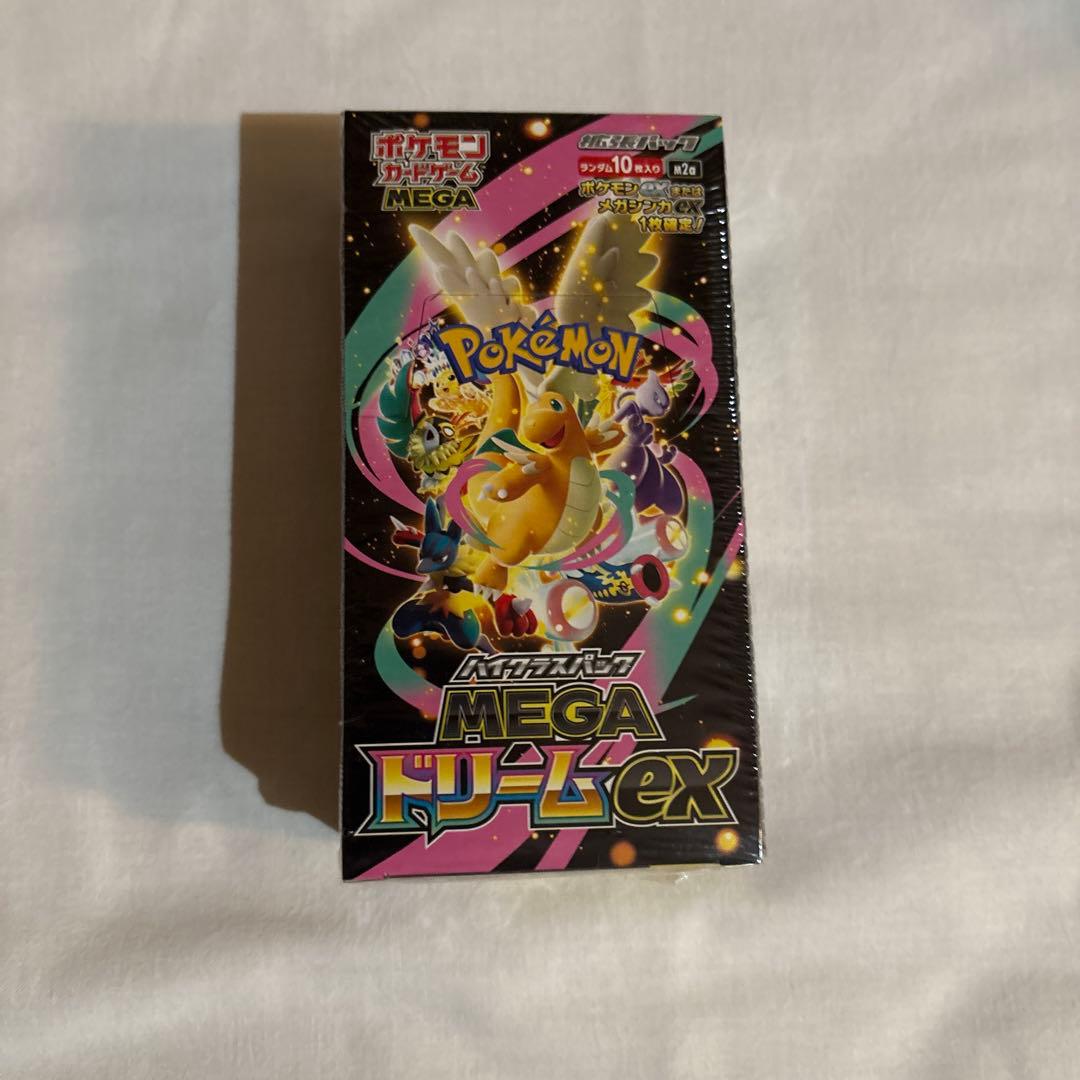 ポケモン
カードゲーム
MEGA
拡張パック
ランダム10枚入り M2a
ポケモンexまたは
メガシンカex
1枚確定!
POKéMON
ハイクラスパック
MEGA
ドリームex